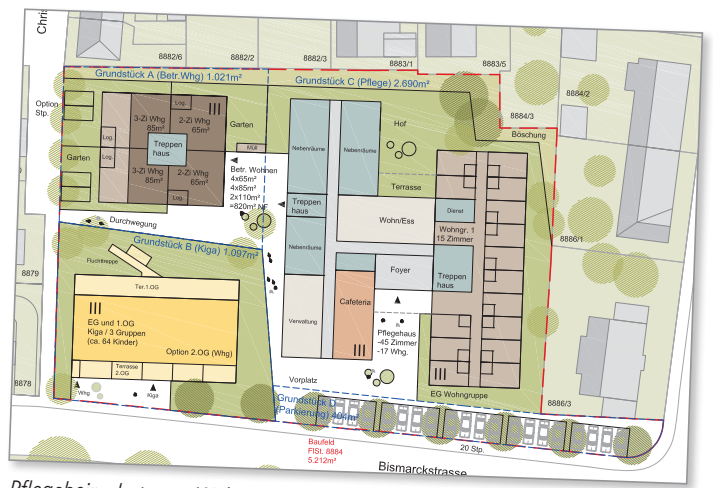 Chris
8882/6
8882/2
8882/3
8883/1
8883/5
8884/2
8884/3
Grundstück A (Betr.Whg) 1.021m²
Grundstück C (Pflege) 2.690m²
Option
Stp.
Log.
3-Zi Whg
85m²
2-Zi Whg
65m²
Garten
Hof
Böschung
Log.
Treppen
haus
Nebenräume
Nebenräume
Müll
Garten
Log.
3-Zi Whg
85m²
2-Zi Whg
65m²
Log.
Betr. Wohnen
4x65m²
4x85m²
2x110m²
=820m² NF
Terrasse
Treppen
haus
Dienst
Wohn/Ess
Wohngr. 1
15 Zimmer
Durchwegung
Grundstück B (Kiga) 1.097m²
8886/1
Nebenräume
Fluchttreppe
Foyer
Treppen
haus
8879
Ter.1.OG
EG und 1.OG
Kiga / 3 Gruppen
(ca. 64 Kinder)
Option 2.OG (Whg)
Cafeteria
Verwaltung
Pflegehaus
-45 Zimmer
-17 Whg.
Terrasse
2.OG
8878
Whg
Kiga
Vorplatz
EG Wohngruppe
8886/3
Grundstück D
(Parkierung) 404m²
Baufeld
FlSt. 8884
5.212m²
20 Stp.
Bismarckstrasse